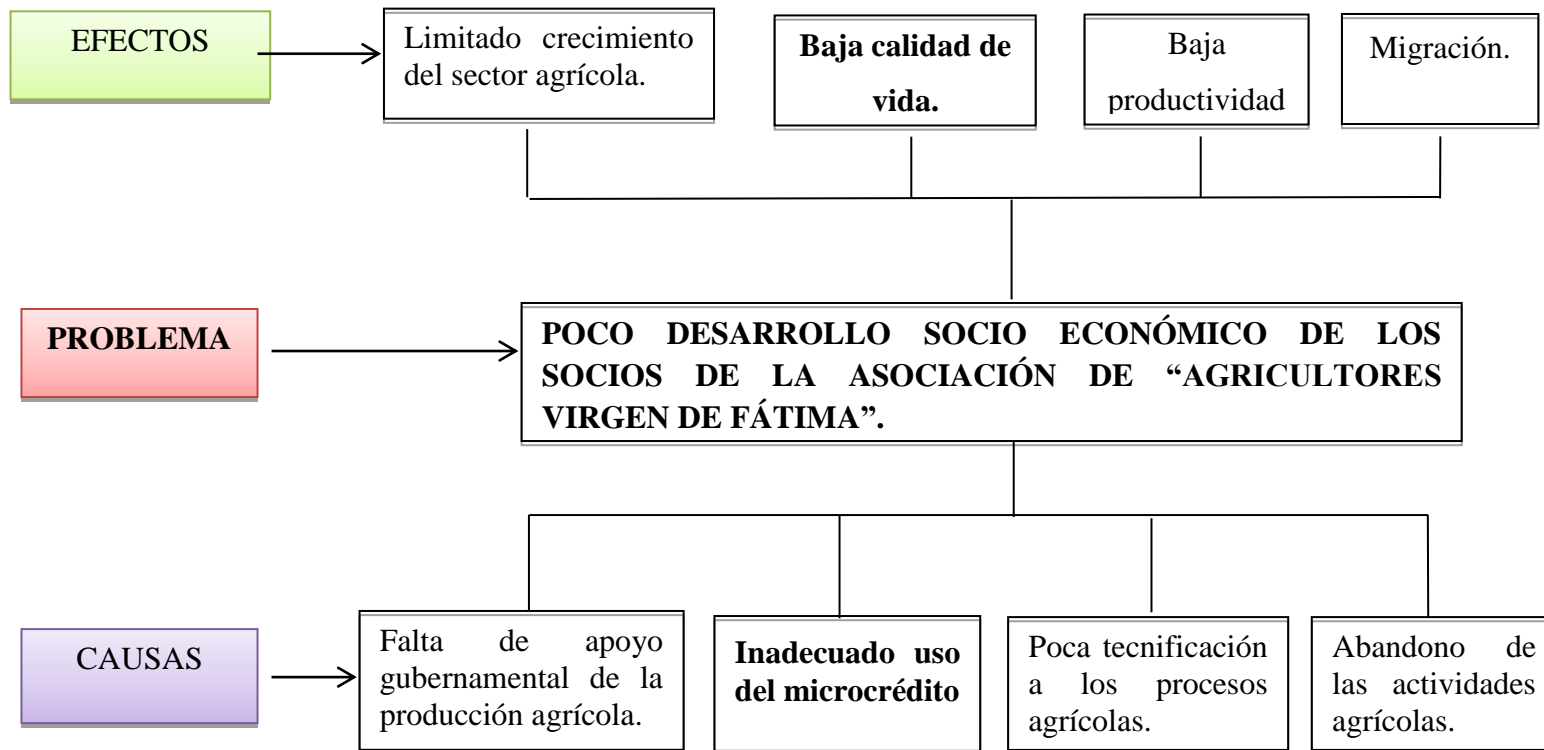 EFECTOS
Limitado crecimiento
del sector agrícola.
Baja calidad de
vida.
Baja
productividad
Migración.
PROBLEMA
POCO DESARROLLO SOCIO ECONÓMICO DE LOS
SOCIOS DE LA ASOCIACIÓN DE “AGRICULTORES
VIRGEN DE FÁTIMA”.
CAUSAS
Falta de apoyo
gubernamental de la
producción agrícola.
Inadecuado uso
del microcrédito
Poca tecnificación
a los procesos
agrícolas.
Abandono de
las actividades
agrícolas.